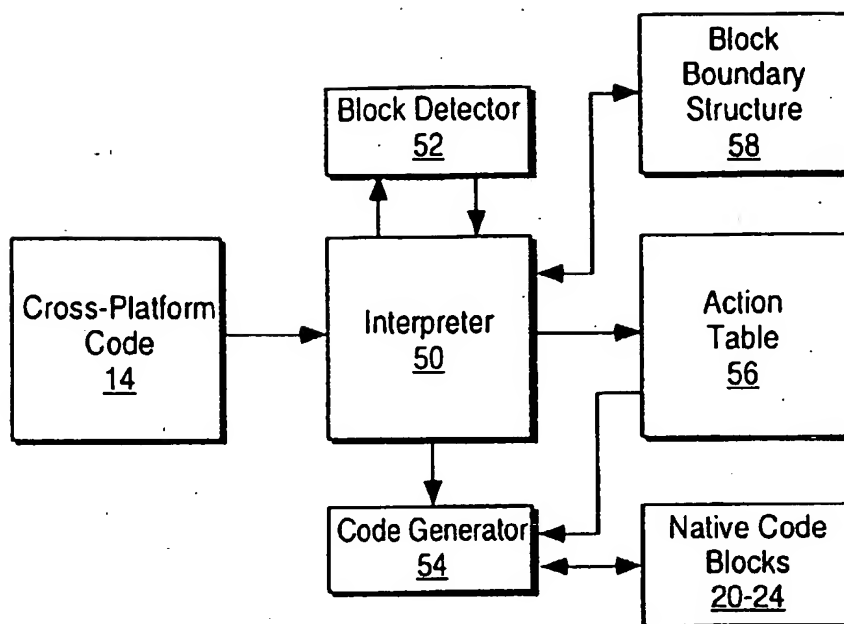 Block Detector
52
Block
Boundary
Structure
58
Cross-Platform
Code
14
Interpreter
50
Action
Table
56
Code Generator
54
Native Code
Blocks
20-24